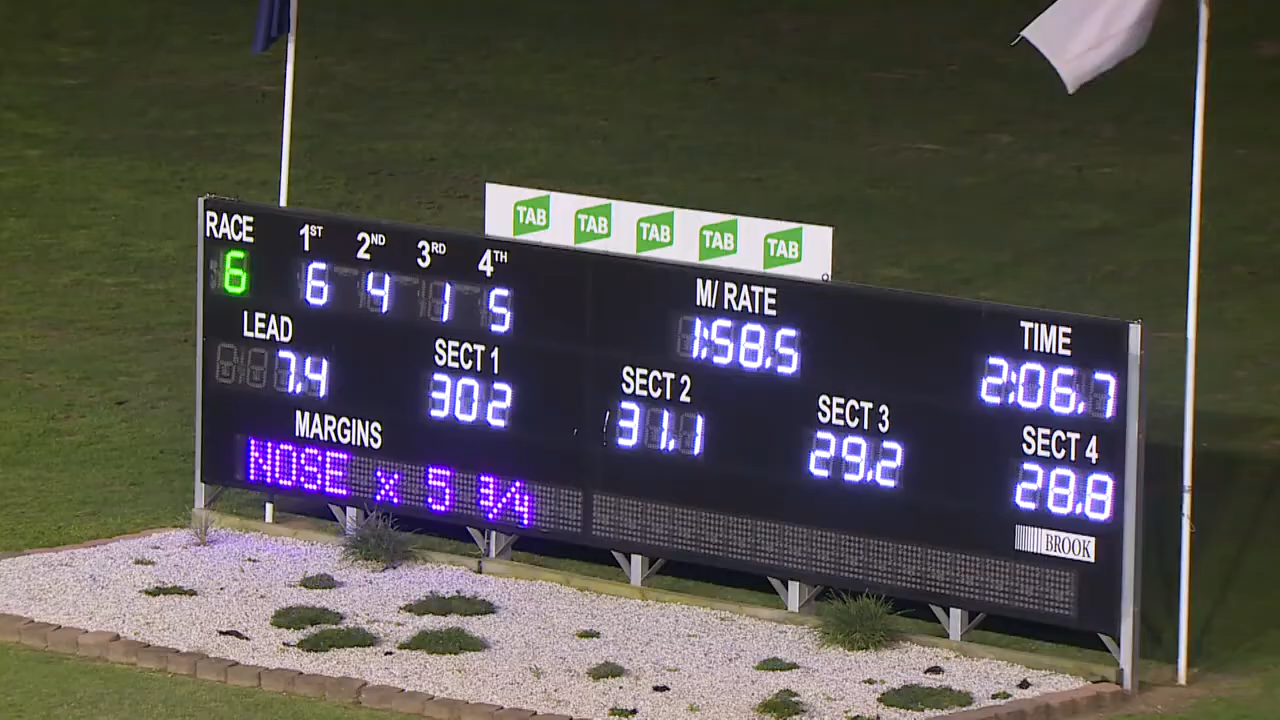 TAB TAB TAB TAB TAB
RACE 1ST 2ND 3RD 4TH
6 6 4 1 5
M/ RATE
1:58.5
TIME
2:06.7
LEAD
7.4
SECT 1
302
SECT 2
31.1
SECT 3
29.2
SECT 4
28.8
MARGINS
NOSE x 5 3/4
BROOK